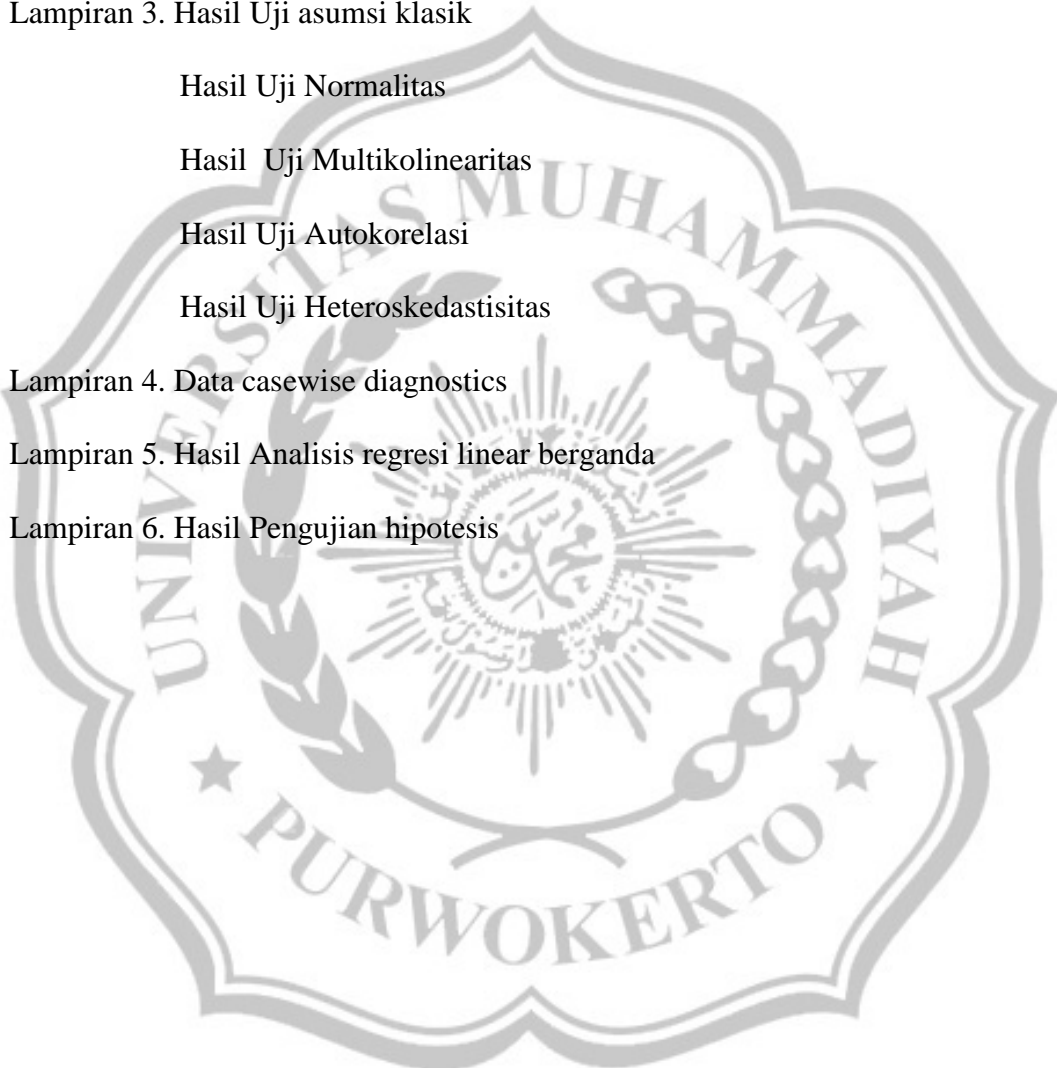 Lampiran 3. Hasil Uji asumsi klasik
Hasil Uji Normalitas
Hasil  Uji Multikolinearitas
Hasil Uji Autokorelasi
Hasil Uji Heteroskedastisitas
Lampiran 4. Data casewise diagnostics
Lampiran 5. Hasil Analisis regresi linear berganda
Lampiran 6. Hasil Pengujian hipotesis
UNIVERSITAS MUHAMMADIYAH
PURWOKERTO